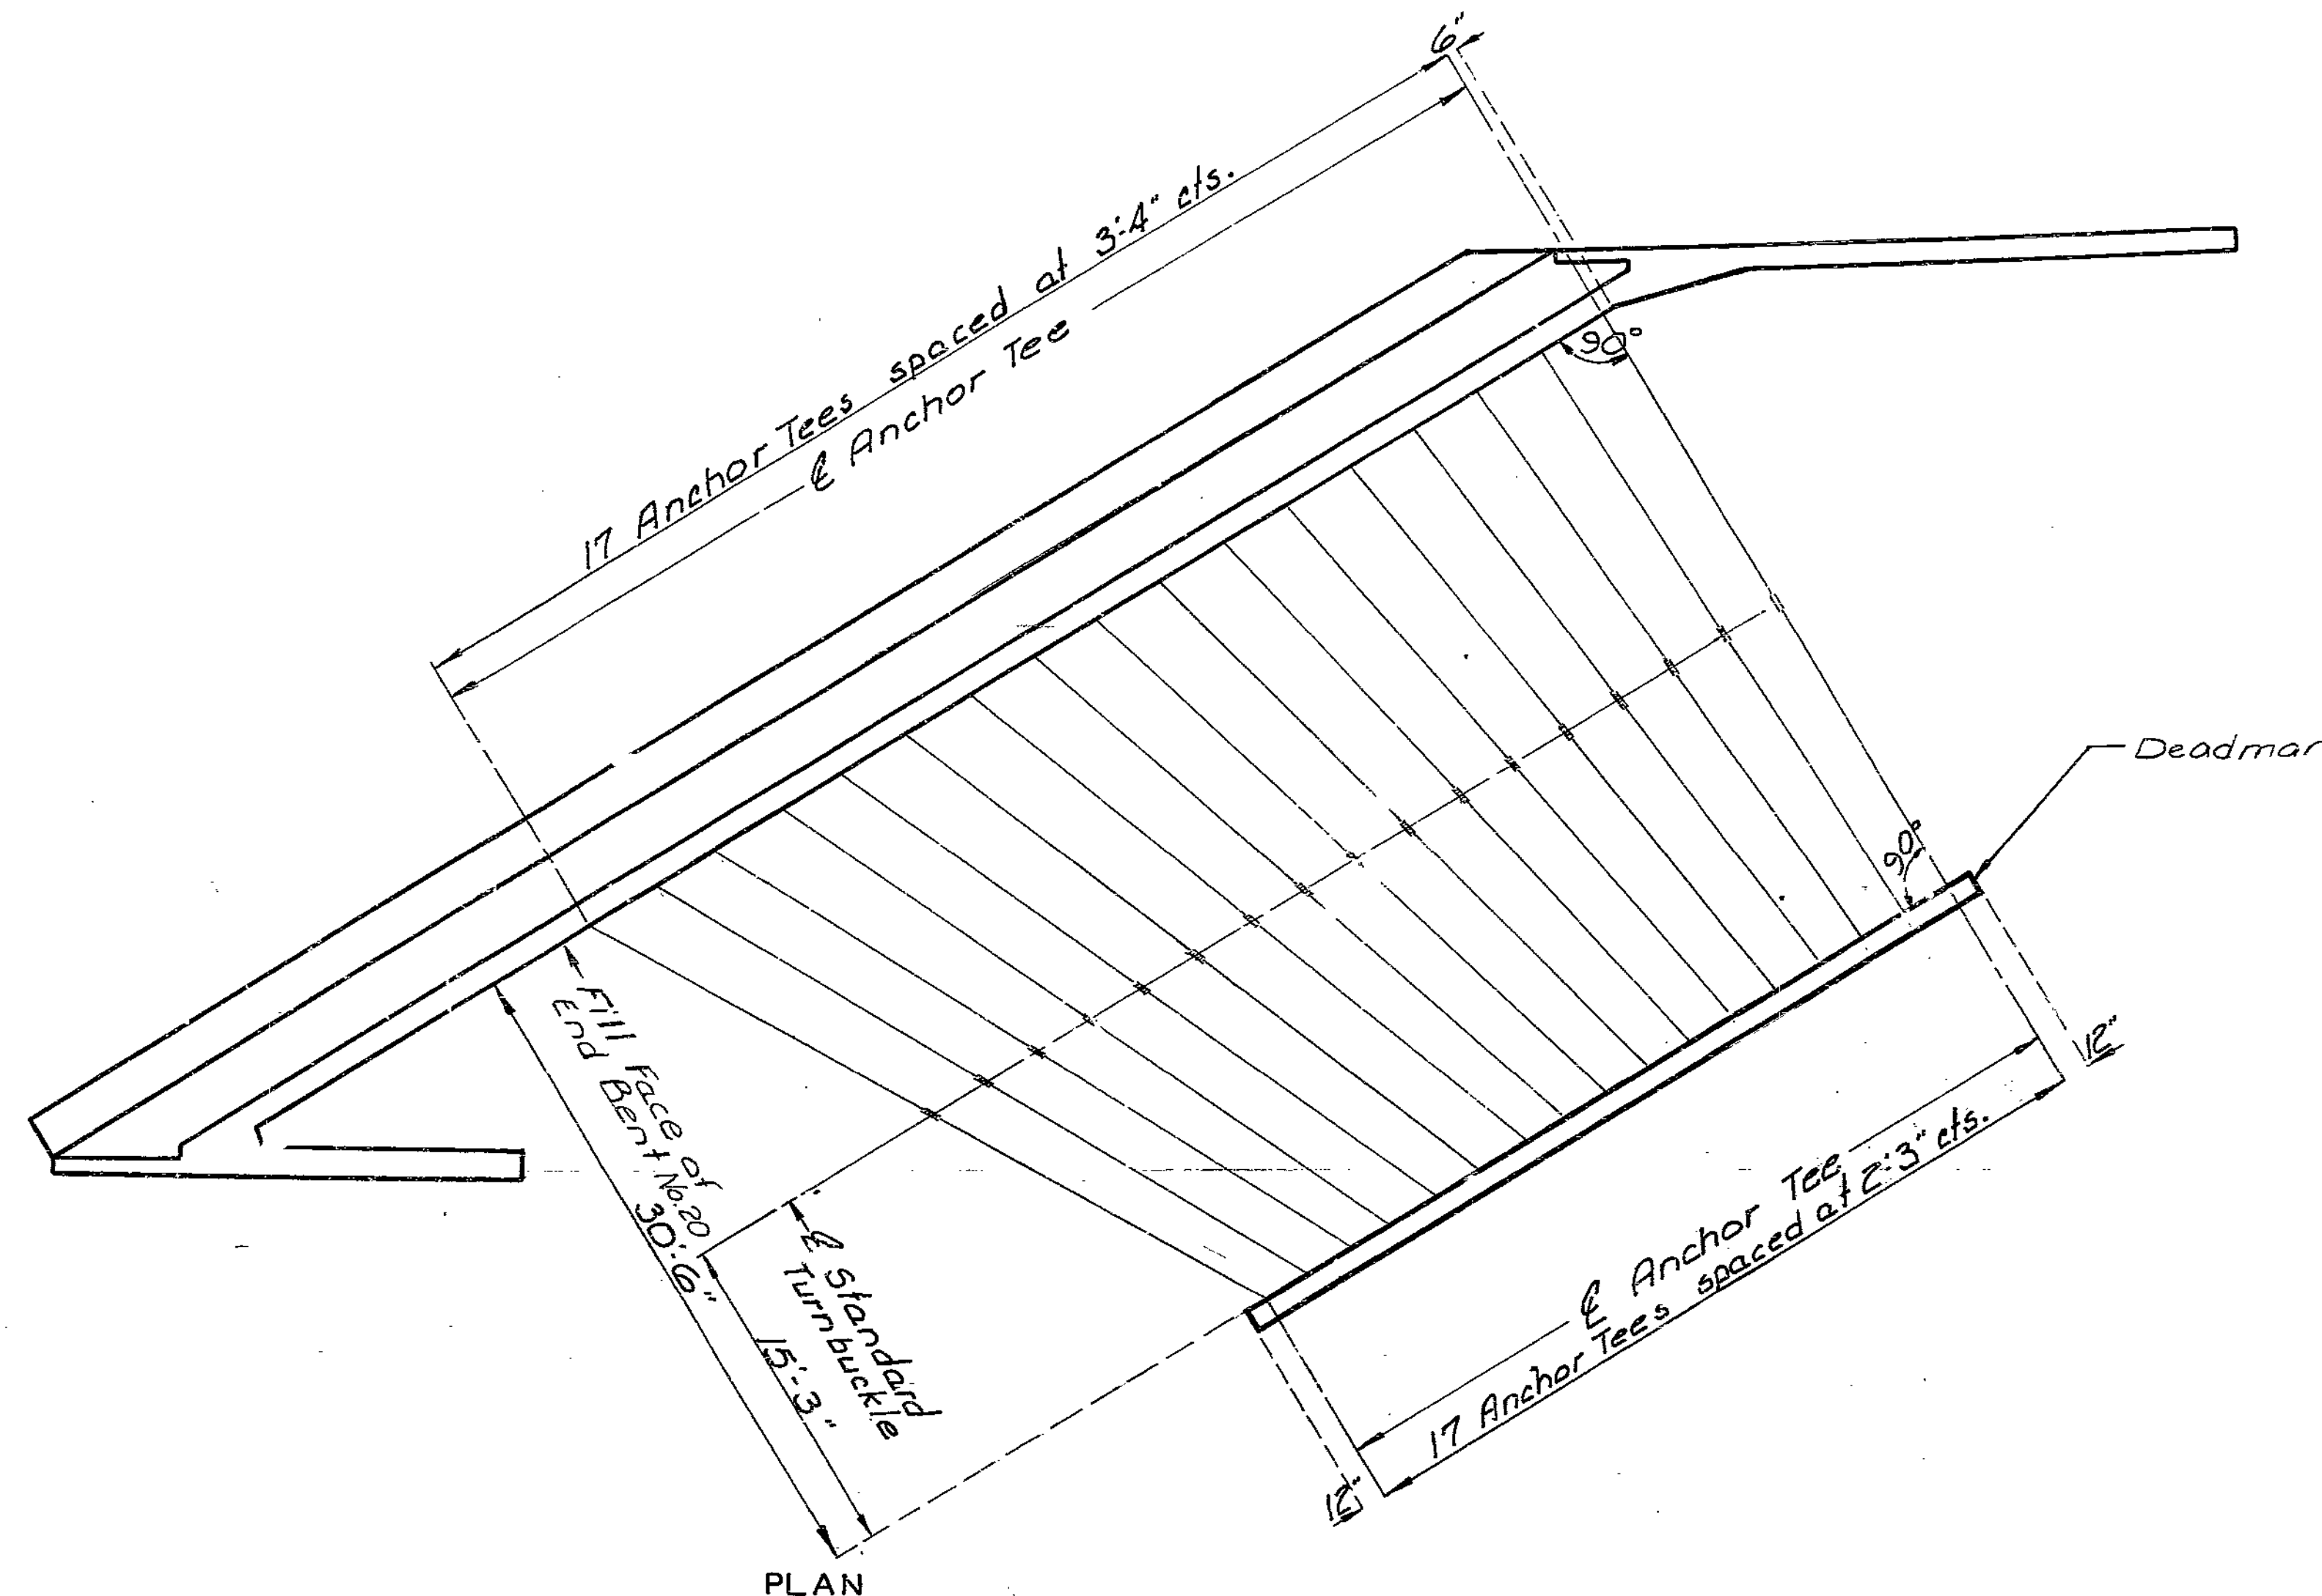 6"
17 Anchor Tees spaced at 3'-4" cts.
℄ Anchor Tee
90°
Deadman
90°
Fill Face of
End Bent No. 20
30'-6"
℄ Standard
Turnbuckle
15'-3"
12"
℄ Anchor Tee
17 Anchor Tees spaced at 2'-3" cts.
12"
PLAN